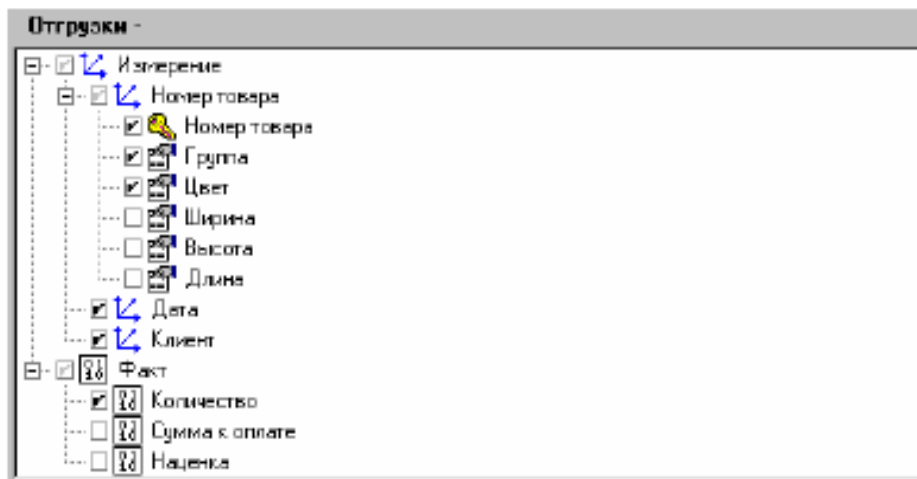 Отгрузки -
Измерение
Номер товара
Номер товара
Группа
Цвет
Ширина
Высота
Длина
Дата
Клиент
Факт
Количество
Сумма к оплате
Наценка